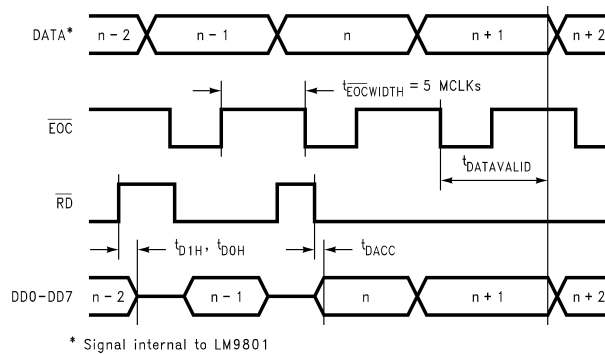 DATA* n - 2 n - 1 n n + 1 n + 2
tEOCWIDTH = 5 MCLKs
EOC
tDATAVALID
RD
tD1H, tD0H tDACC
DD0-DD7 n - 2 n - 1 n n + 1 n + 2
* Signal internal to LM9801